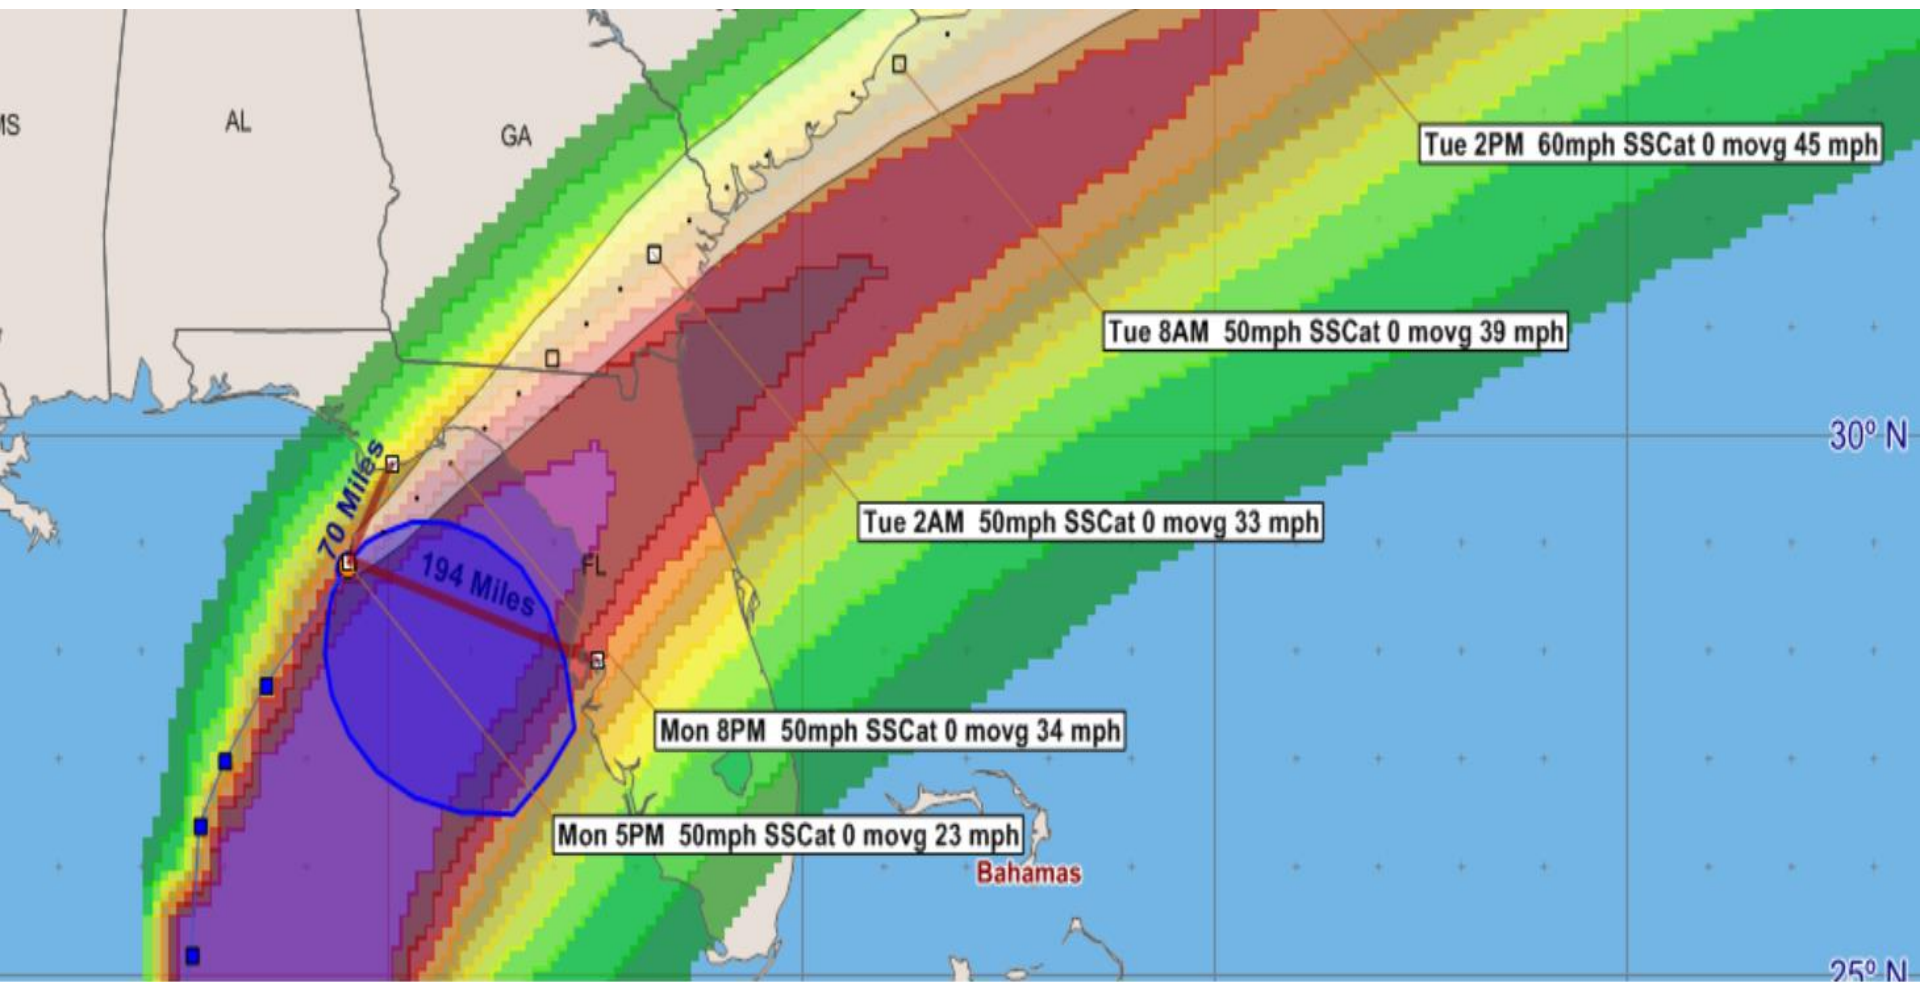 AL
GA
MS
Tue 2PM 60mph SSCat 0 movg 45 mph
Tue 8AM 50mph SSCat 0 movg 39 mph
30º N
70 Miles
Tue 2AM 50mph SSCat 0 movg 33 mph
194 Miles
FL
Mon 8PM 50mph SSCat 0 movg 34 mph
Mon 5PM 50mph SSCat 0 movg 23 mph
Bahamas
25º N